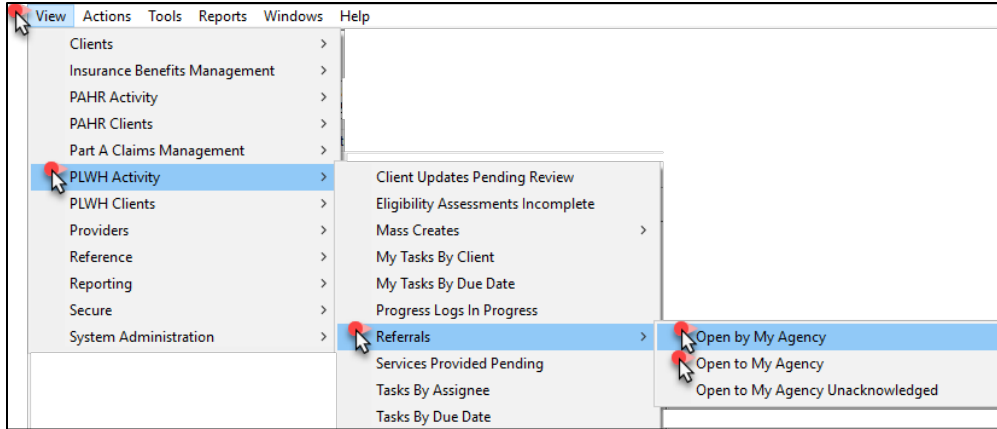 View Actions Tools Reports Windows Help
Clients
Insurance Benefits Management
PAHR Activity
PAHR Clients
Part A Claims Management
PLWH Activity
PLWH Clients
Providers
Reference
Reporting
Secure
System Administration
Client Updates Pending Review
Eligibility Assessments Incomplete
Mass Creates
My Tasks By Client
My Tasks By Due Date
Progress Logs In Progress
Referrals
Services Provided Pending
Tasks By Assignee
Tasks By Due Date
Open by My Agency
Open to My Agency
Open to My Agency Unacknowledged